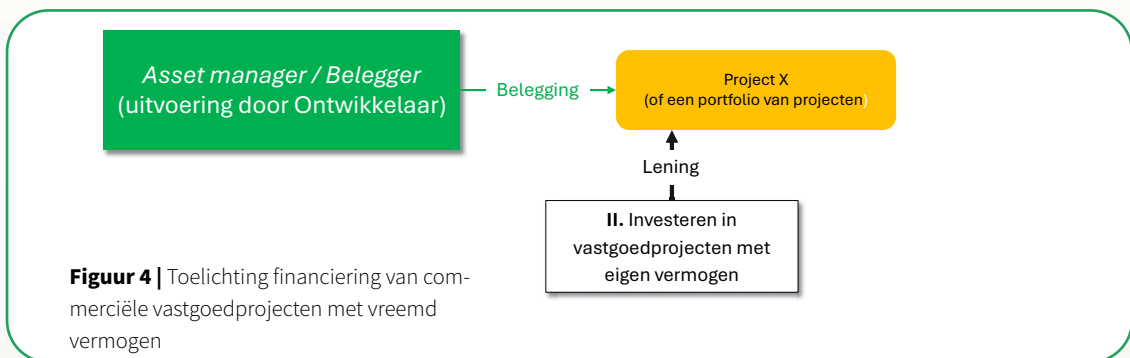 Asset manager / Belegger
(uitvoering door Ontwikkelaar)
Belegging
Project X
(of een portfolio van projecten)
Lening
II. Investeren in
vastgoedprojecten met
eigen vermogen
Figuur 4 | Toelichting financiering van com-
merciële vastgoedprojecten met vreemd
vermogen